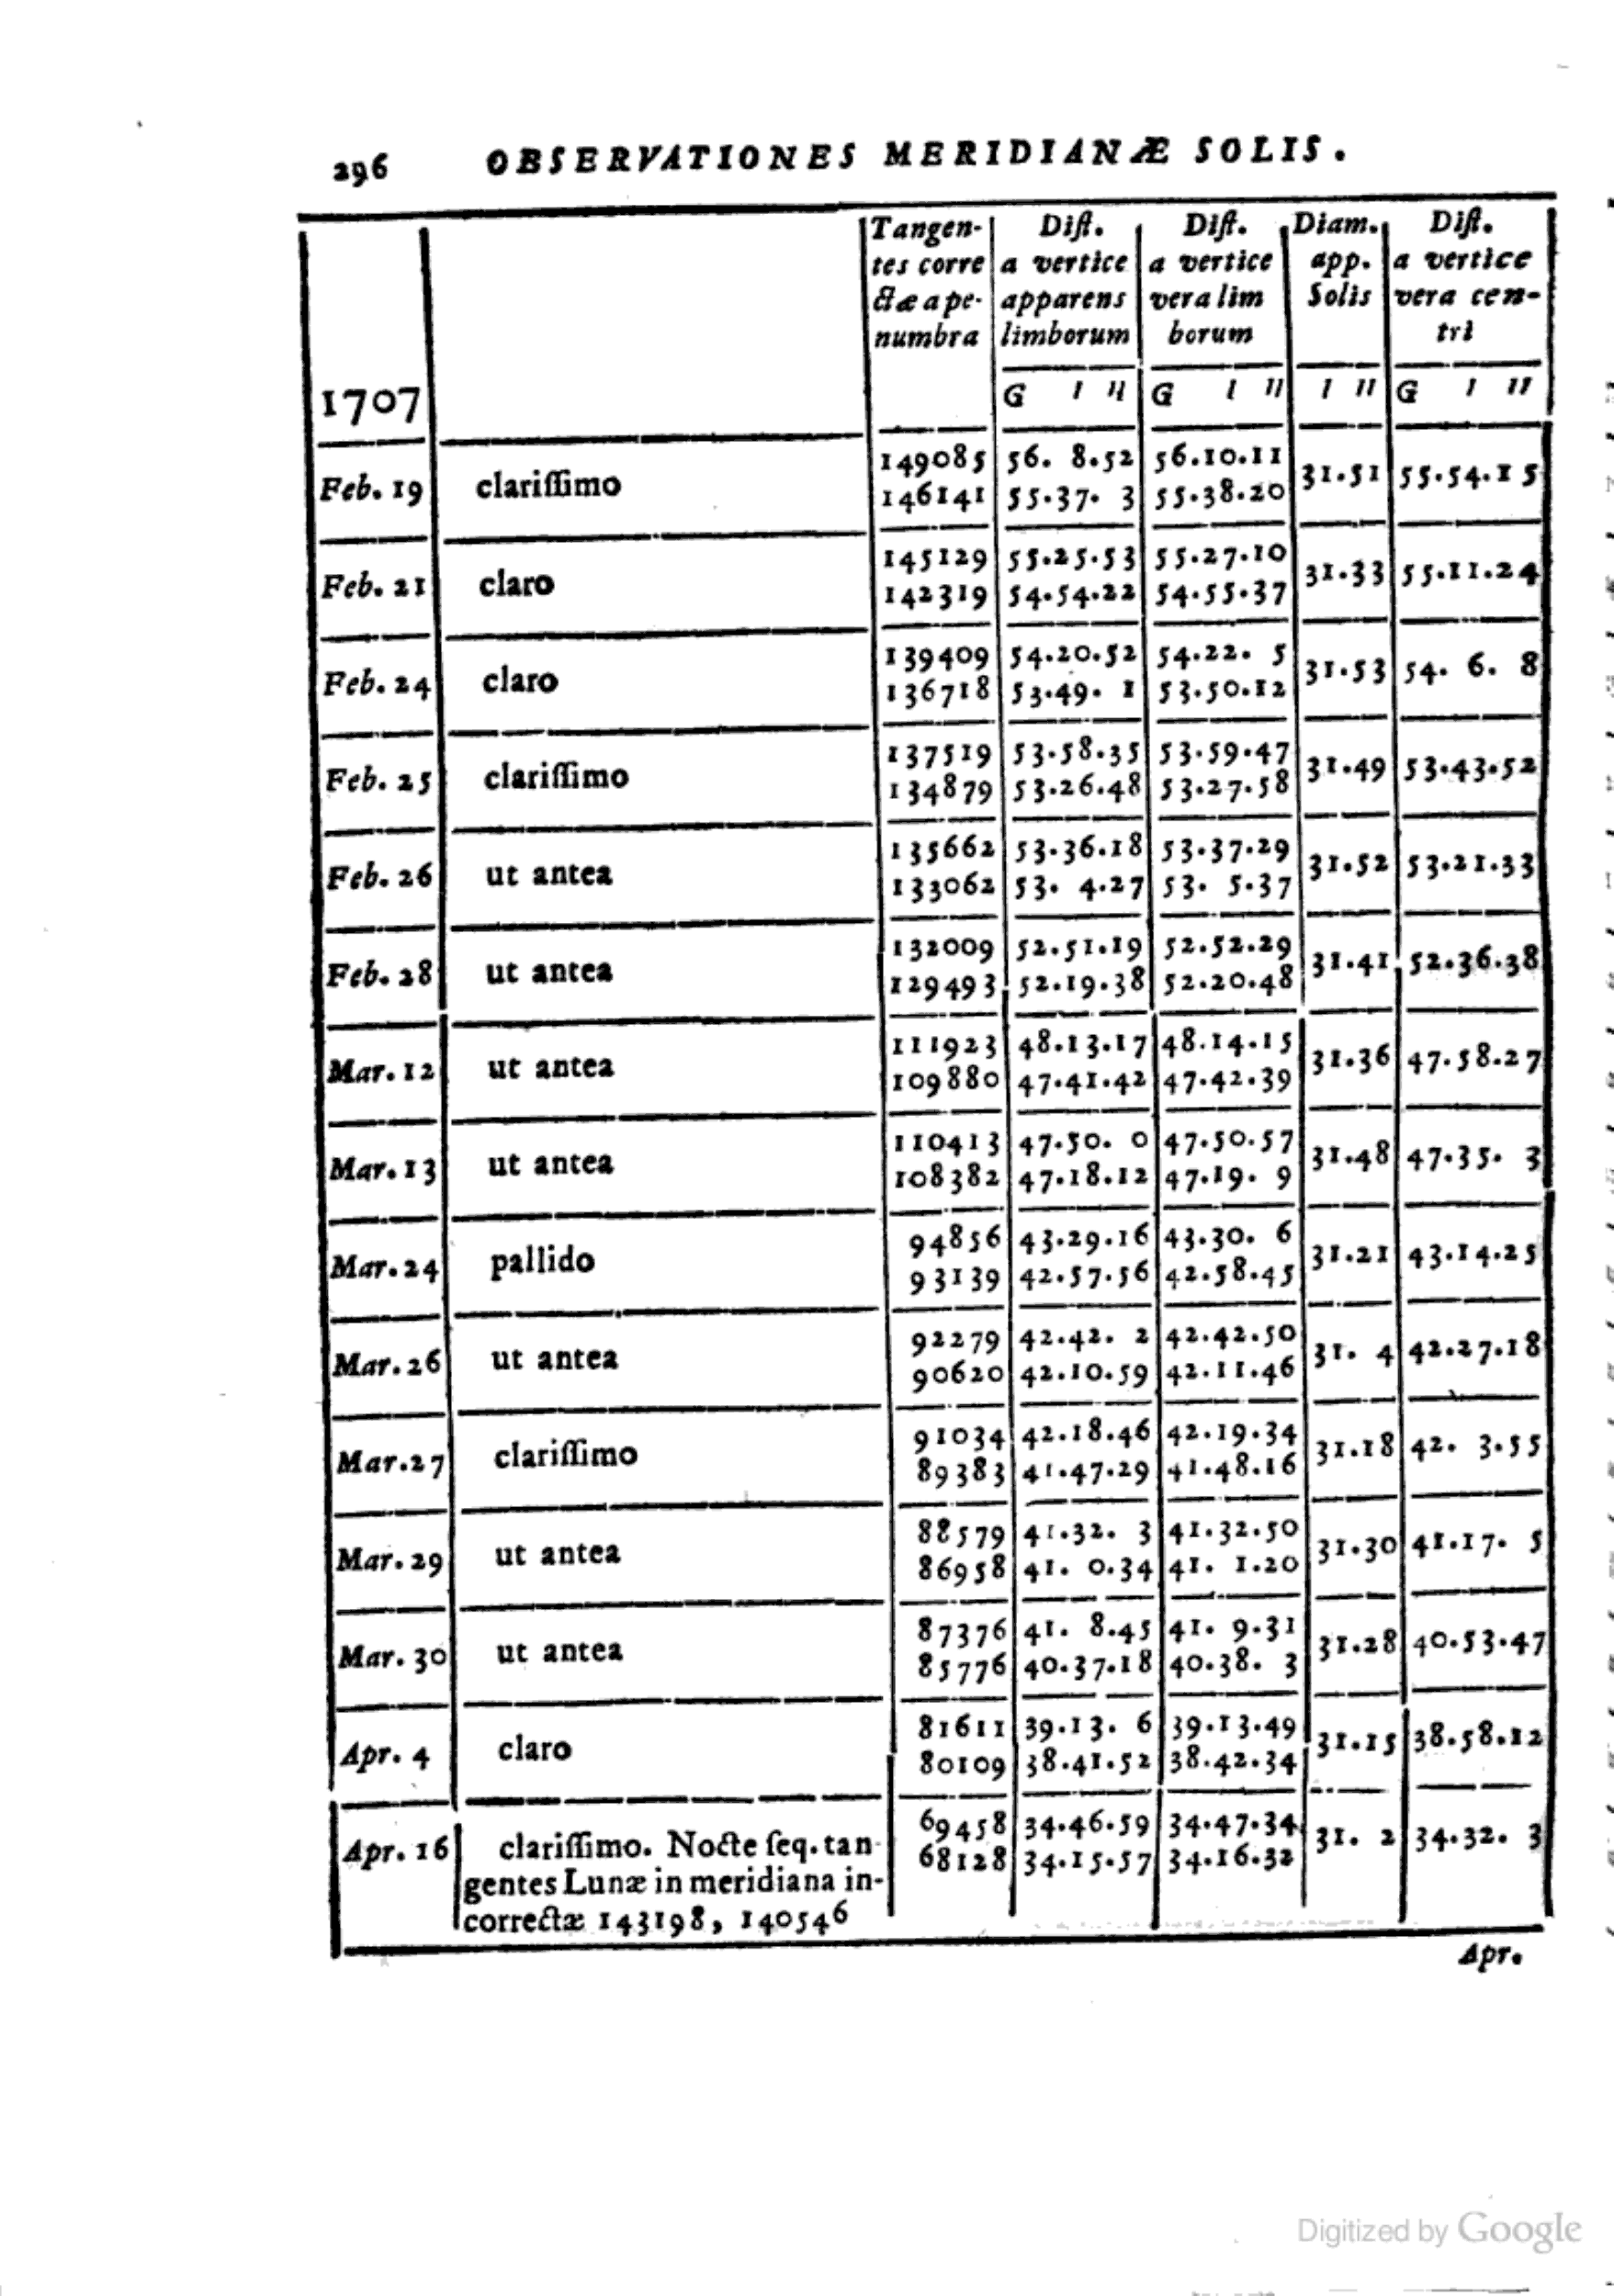 296 OBSERVATIONES MERIDIANÆ SOLIS.
Tangen- Diſt. Diſt. Diam. Diſt.
tes corre a vertice a vertice app. a vertice
ctæ a pe- apparens vera lim Solis vera cen-
numbra limborum borum tri
1707 G ı ıı G ı ıı ı ıı G ı ıı
149085 56. 8.52 56.10.11
Feb. 19 clariſſimo 31.51 55.54.15
146141 55.37. 3 55.38.20
145129 55.25.53 55.27.10
Feb. 21 claro 31.33 55.11.24
142319 54.54.22 54.55.37
139409 54.20.52 54.22. 5
Feb. 24 claro 31.53 54. 6. 8
136718 53.49. 1 53.50.12
137519 53.58.35 53.59.47
Feb. 25 clariſſimo 31.49 53.43.52
134879 53.26.48 53.27.58
135662 53.36.18 53.37.29
Feb. 26 ut antea 31.52 53.21.33
133062 53. 4.27 53. 5.37
132009 52.51.19 52.52.29
Feb. 28 ut antea 31.41 52.36.38
129493 52.19.38 52.20.48
111923 48.13.17 48.14.15
Mar. 12 ut antea 31.36 47.58.27
109880 47.41.42 47.42.39
110413 47.50. 0 47.50.57
Mar. 13 ut antea 31.48 47.35. 3
108382 47.18.12 47.19. 9
94856 43.29.16 43.30. 6
Mar. 24 pallido 31.21 43.14.25
93139 42.57.56 42.58.45
92279 42.42. 2 42.42.50
Mar. 26 ut antea 31. 4 42.27.18
90620 42.10.59 42.11.46
91034 42.18.46 42.19.34
Mar.27 clariſſimo 31.18 42. 3.55
89383 41.47.29 41.48.16
88579 41.32. 3 41.32.50
Mar. 29 ut antea 31.30 41.17. 5
86958 41. 0.34 41. 1.20
87376 41. 8.45 41. 9.31
Mar. 30 ut antea 31.28 40.53.47
85776 40.37.18 40.38. 3
81611 39.13. 6 39.13.49
Apr. 4 claro 31.15 38.58.12
80109 38.41.52 38.42.34
69458 34.46.59 34.47.34
Apr. 16 clariſſimo. Nocte ſeq. tan- 31. 2 34.32. 3
68128 34.15.57 34.16.32
gentes Lunæ in meridiana in-
correctæ 143198, 140546
Apr.
Digitized by Google